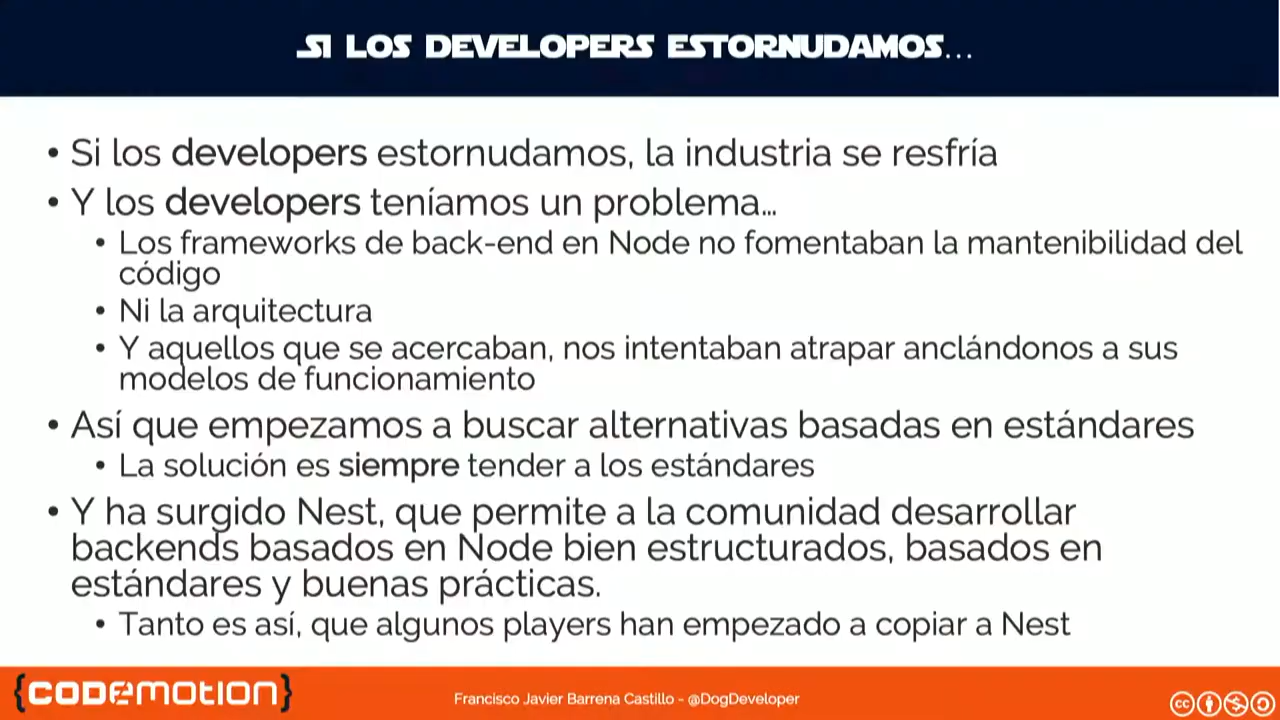 SI LOS DEVELOPERS ESTORNUDAMOS...
• Si los developers estornudamos, la industria se resfría
• Y los developers teníamos un problema...
• Los frameworks de back-end en Node no fomentaban la mantenibilidad del
código
• Ni la arquitectura
• Y aquellos que se acercaban, nos intentaban atrapar anclándonos a sus
modelos de funcionamiento
• Así que empezamos a buscar alternativas basadas en estándares
• La solución es siempre tender a los estándares
• Y ha surgido Nest, que permite a la comunidad desarrollar
backends basados en Node bien estructurados, basados en
estándares y buenas prácticas.
• Tanto es así, que algunos players han empezado a copiar a Nest
{CODEMOTION}
Francisco Javier Barrena Castillo - @DogDeveloper
cc